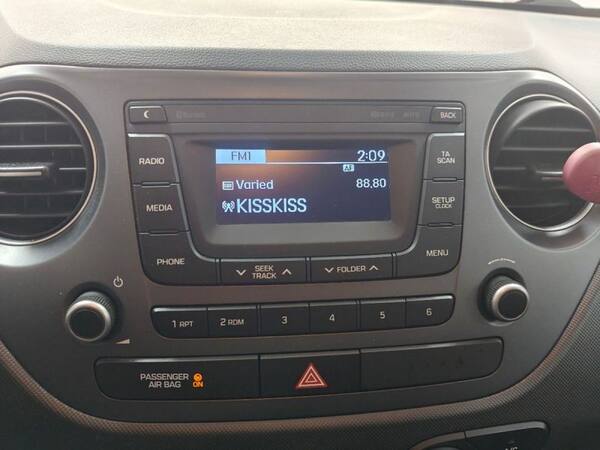 Bluetooth
BACK
RADIO
FM1 2:09
AF
TA
SCAN
Varied 88.80
KISSKISS
MEDIA
SETUP
CLOCK
PHONE
SEEK
TRACK
FOLDER
MENU
1 RPT 2 RDM 3 4 5 6
PASSENGER
AIR BAG
ON